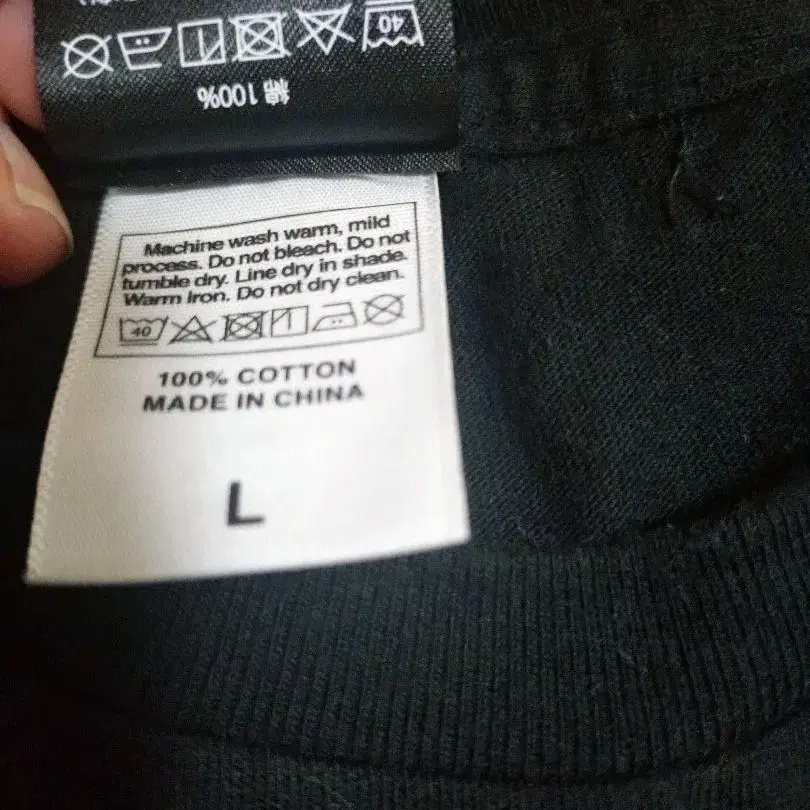 綿 100%
40
Machine wash warm, mild
process. Do not bleach. Do not
tumble dry. Line dry in shade.
Warm Iron. Do not dry clean.
40
100% COTTON
MADE IN CHINA
L